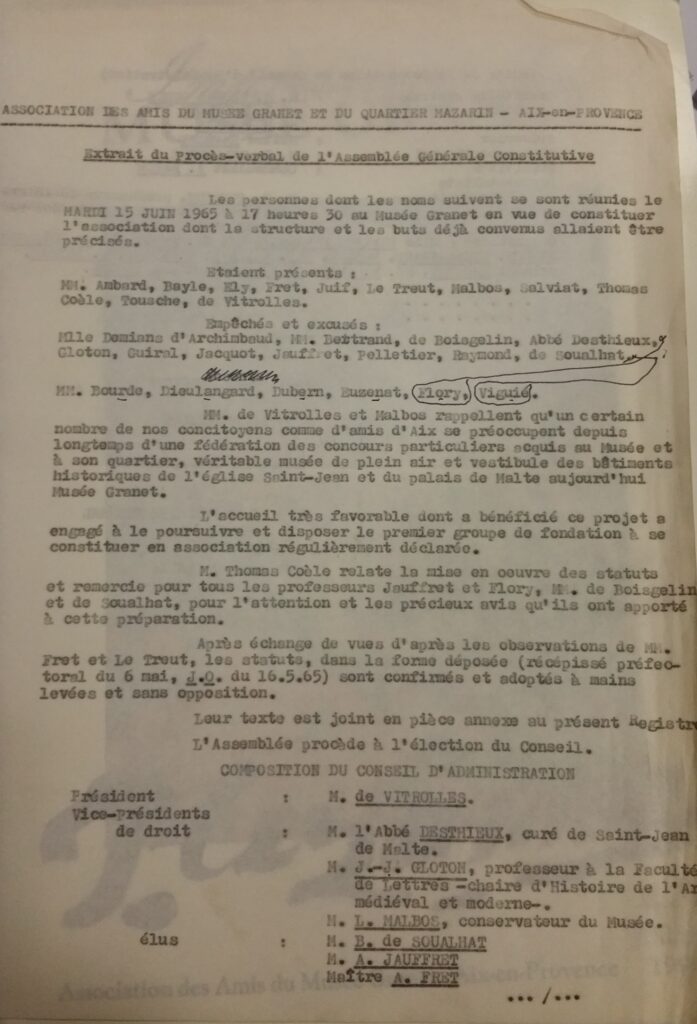 ASSOCIATION DES AMIS DU MUSEE GRANET ET DU QUARTIER MAZARIN - AIX-en-PROVENCE
Extrait du Procès-verbal de l'Assemblée Générale Constitutive
Les personnes dont les noms suivent se sont réunies le
MARDI 15 JUIN 1965 à 17 heures 30 au Musée Granet en vue de constituer
l'association dont la structure et les buts déjà convenus allaient être
précisés.
Etaient présents :
MM. Ambard, Bayle, Ely, Fret, Juif, Le Treut, Malbos, Salviat, Thomas
Coèle, Tousche, de Vitrolles.
Empêchés et excusés :
Mlle Demians d'Archimbaud, MM. Bertrand, de Boisgelin, Abbé Desthieux,
Gloton, Guiral, Jacquot, Jauffret, Pelletier, Raymond, de Soualhat
MM. Bourde, Dieulangard, Dubern, Euzenat, Flory, Viguié.
MM. de Vitrolles et Malbos rappellent qu'un certain
nombre de nos concitoyens comme d'amis d'Aix se préoccupent depuis
longtemps d'une fédération des concours particuliers acquis au Musée et
à son quartier, véritable musée de plein air et vestibule des bâtiments
historiques de l'église Saint-Jean et du palais de Malte aujourd'hui
Musée Granet.
L'accueil très favorable dont a bénéficié ce projet a
engagé à le poursuivre et disposer le premier groupe de fondation à se
constituer en association régulièrement déclarée.
M. Thomas Coèle relate la mise en oeuvre des statuts
et remercie pour tous les professeurs Jauffret et Flory, MM. de Boisgelin
et de Soualhat, pour l'attention et les précieux avis qu'ils ont apporté
à cette préparation.
Après échange de vues d'après les observations de MM.
Fret et Le Treut, les statuts, dans la forme déposée (récépissé préfec-
toral du 6 mai, J.O. du 16.5.65) sont confirmés et adoptés à mains
levées et sans opposition.
Leur texte est joint en pièce annexe au présent Registre
L'Assemblée procède à l'élection du Conseil.
COMPOSITION DU CONSEIL D'ADMINISTRATION
Président : M. de VITROLLES.
Vice-Présidents
de droit : M. l'Abbé DESTHIEUX, curé de Saint-Jean
de Malte.
M. J.-J. GLOTON, professeur à la Faculté
de Lettres -chaire d'Histoire de l'Ar
médiéval et moderne-.
M. L. MALBOS, conservateur du Musée.
élus : M. B. de SOUALHAT
M. A. JAUFFRET
Maître A. FRET
... / ...
Association des Amis du Mus Aix-en-Provence